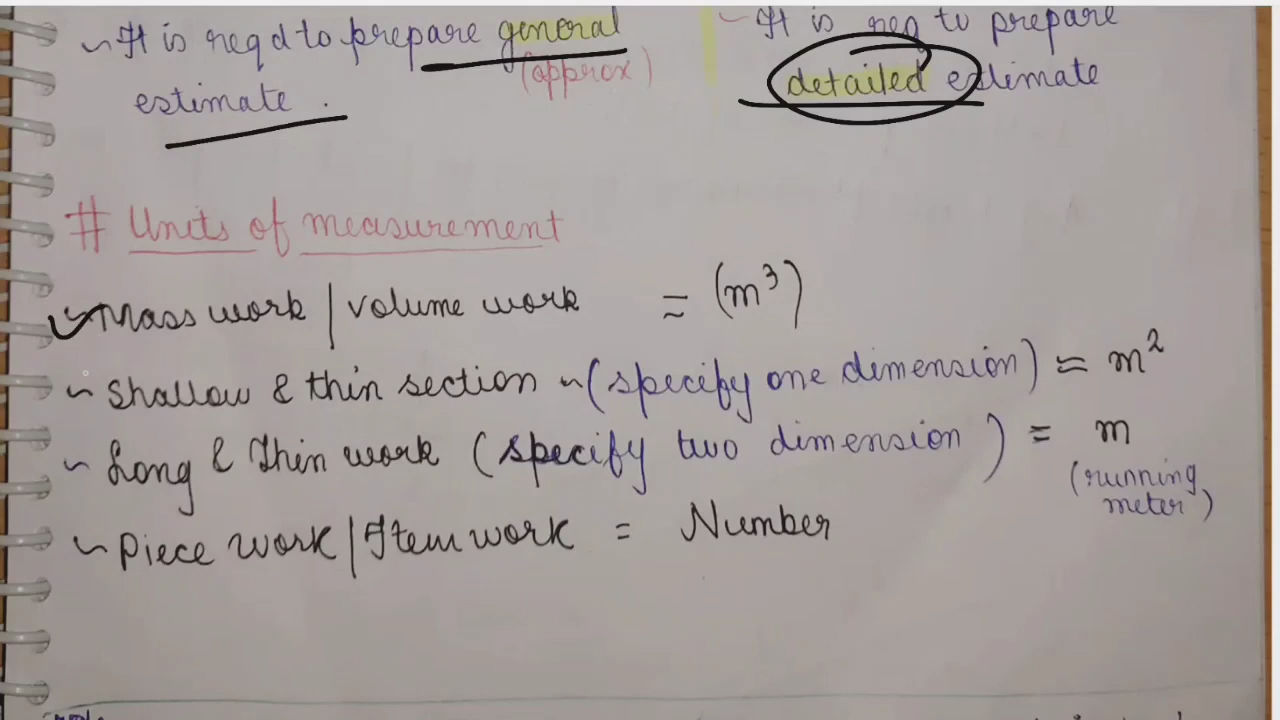 It is reqd to prepare general
(approx)
estimate.
It is req to prepare
detailed estimate
# Units of measurement
Mass work / volume work = (m³)
Shallow & thin section ~ (specify one dimension) = m²
Long & Thin work (specify two dimension) = m
(running
meter)
Piece work / Item work = Number